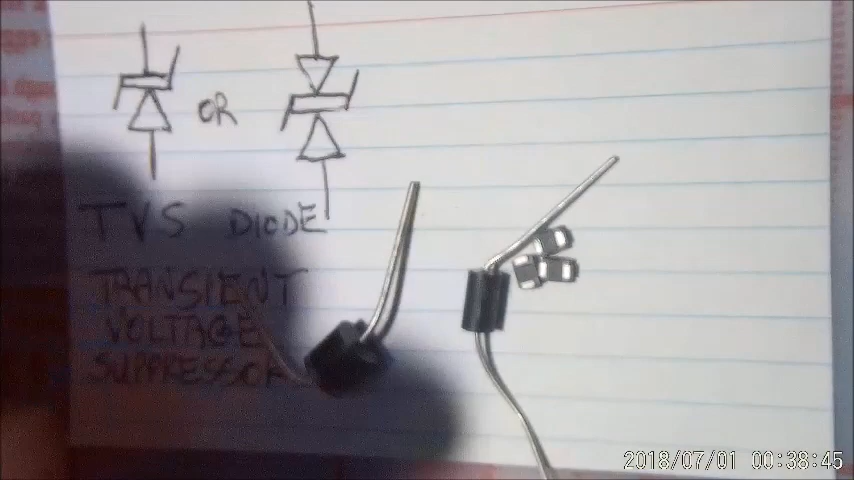 OR
TVS DIODE
TRANSIENT
VOLTAGE
SUPPRESSOR
2018/07/01 00:38:45